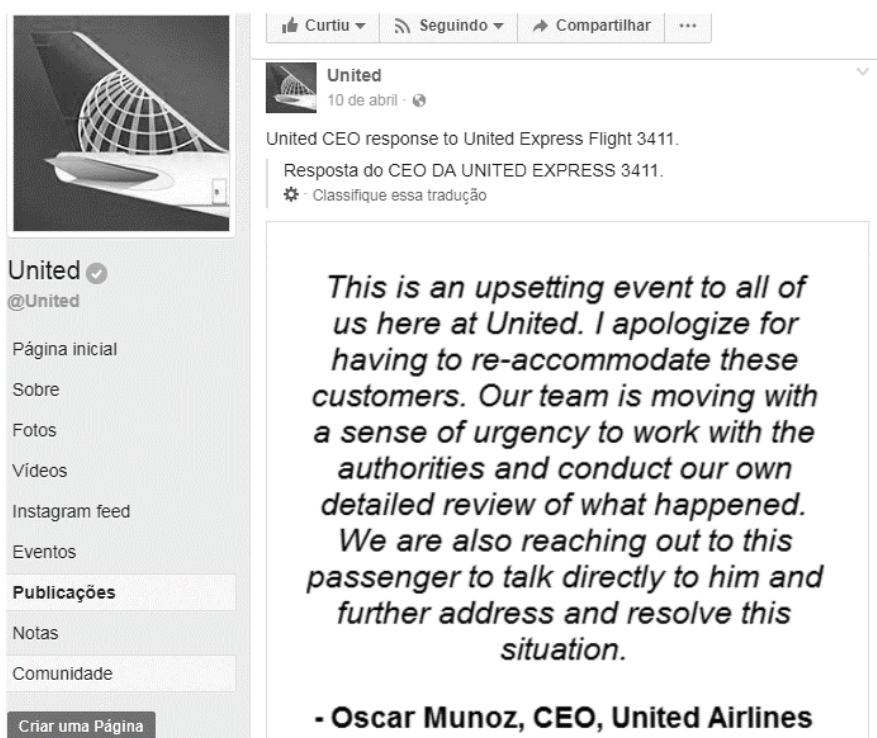 Curtiu
Seguindo
Compartilhar
United
10 de abril
United CEO response to United Express Flight 3411.
Resposta do CEO DA UNITED EXPRESS 3411.
Classifique essa tradução
This is an upsetting event to all of
us here at United. I apologize for
having to re-accommodate these
customers. Our team is moving with
a sense of urgency to work with the
authorities and conduct our own
detailed review of what happened.
We are also reaching out to this
passenger to talk directly to him and
further address and resolve this
situation.
- Oscar Munoz, CEO, United Airlines
United
@United
Página inicial
Sobre
Fotos
Vídeos
Instagram feed
Eventos
Publicações
Notas
Comunidade
Criar uma Página